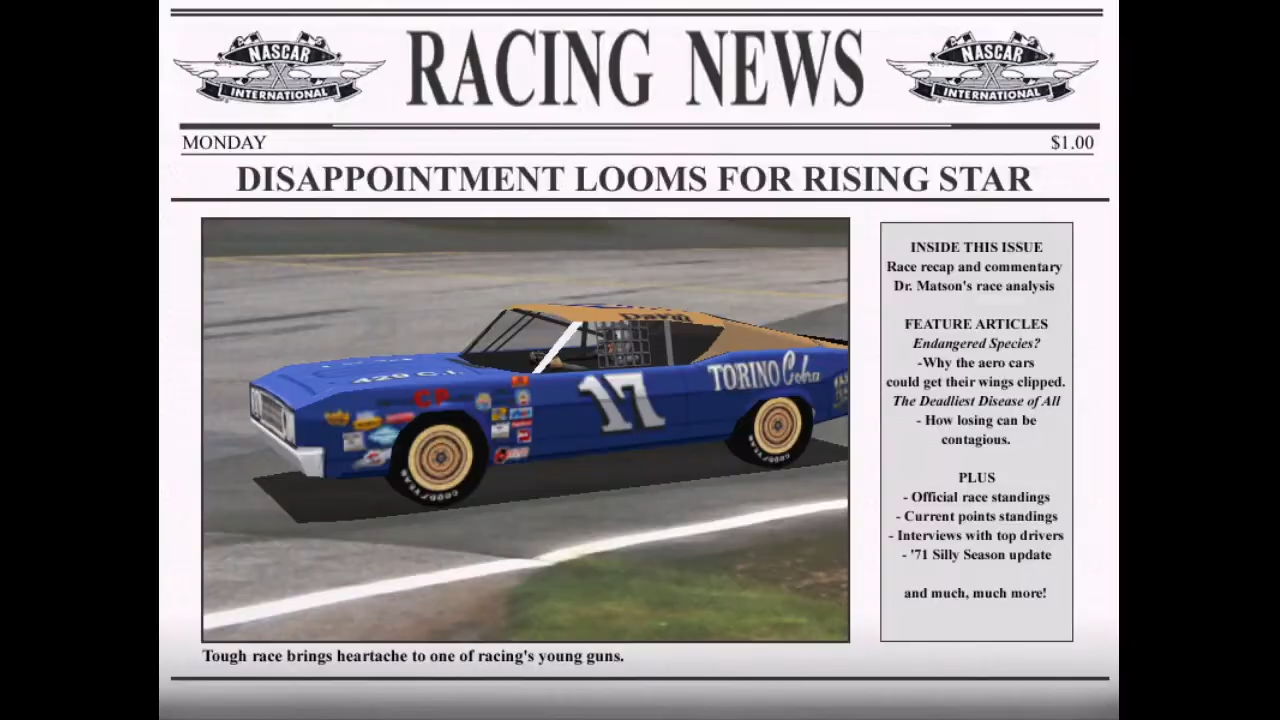 NASCAR
INTERNATIONAL
RACING NEWS
NASCAR
INTERNATIONAL
MONDAY
$1.00
DISAPPOINTMENT LOOMS FOR RISING STAR
David
TORINO Cobra
17
CP
GOODYEAR
GOODYEAR
Tough race brings heartache to one of racing's young guns.
INSIDE THIS ISSUE
Race recap and commentary
Dr. Matson's race analysis
FEATURE ARTICLES
Endangered Species?
-Why the aero cars
could get their wings clipped.
The Deadliest Disease of All
- How losing can be
contagious.
PLUS
- Official race standings
- Current points standings
- Interviews with top drivers
- '71 Silly Season update
and much, much more!